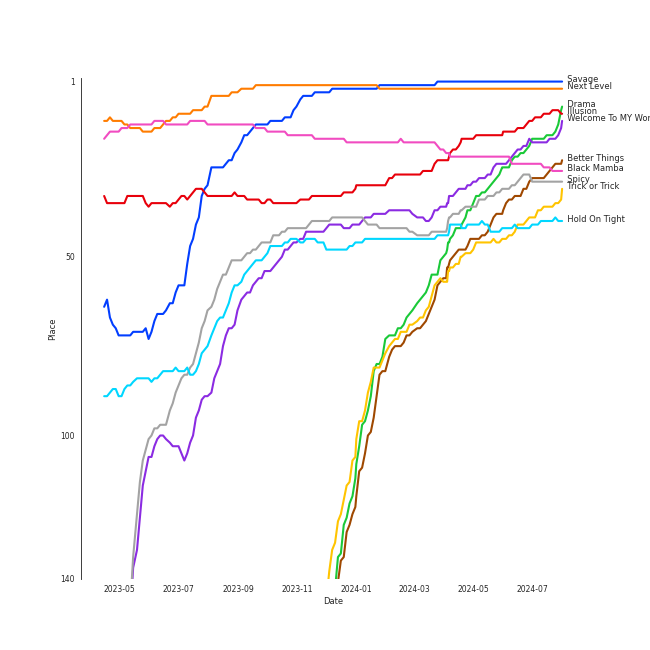 1
50
100
140
Place
2023-05
2023-07
2023-09
2023-11
2024-01
2024-03
2024-05
2024-07
Date
Savage
Next Level
Drama
Illusion
Welcome To MY Wor
Better Things
Black Mamba
Spicy
Trick or Trick
Hold On Tight